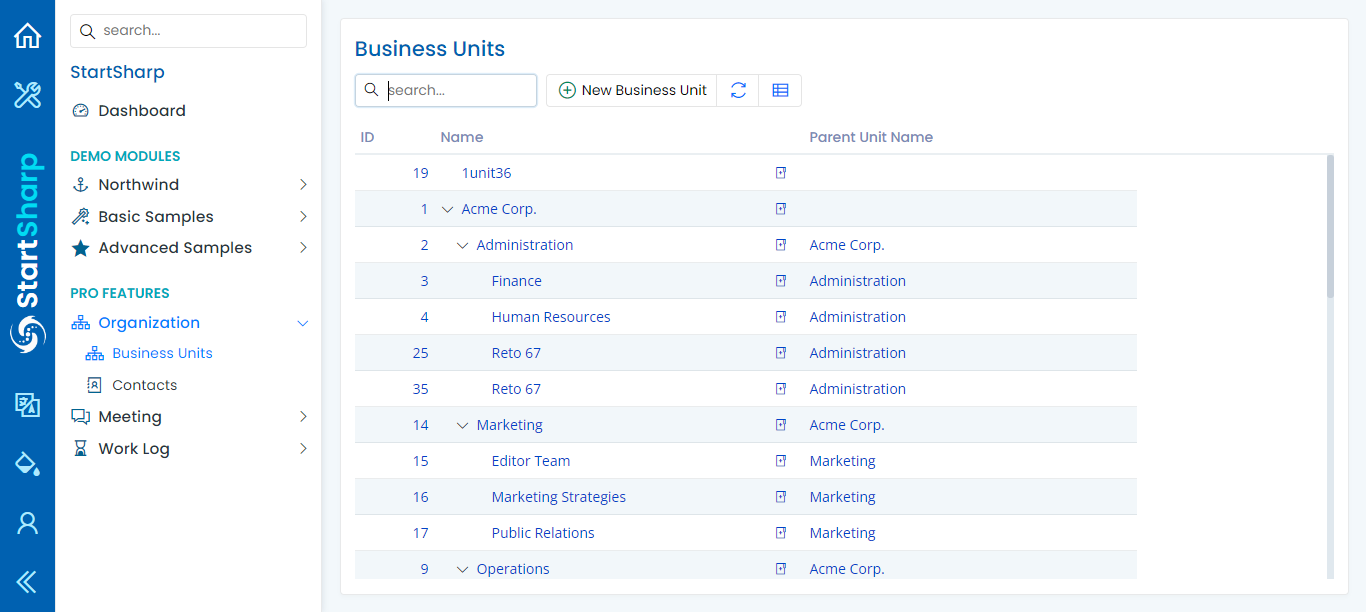 StartSharp
search...
StartSharp
Dashboard
DEMO MODULES
Northwind
Basic Samples
Advanced Samples
PRO FEATURES
Organization
Business Units
Contacts
Meeting
Work Log
Business Units
search...
New Business Unit
ID Name Parent Unit Name
19 1unit36
1 Acme Corp.
2 Administration Acme Corp.
3 Finance Administration
4 Human Resources Administration
25 Reto 67 Administration
35 Reto 67 Administration
14 Marketing Acme Corp.
15 Editor Team Marketing
16 Marketing Strategies Marketing
17 Public Relations Marketing
9 Operations Acme Corp.